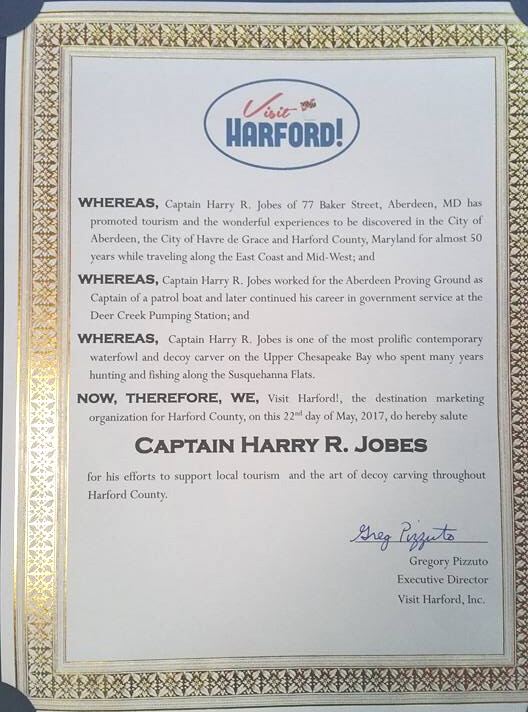 Visit
HARFORD!
WHEREAS, Captain Harry R. Jobes of 77 Baker Street, Aberdeen, MD has
promoted tourism and the wonderful experiences to be discovered in the City of
Aberdeen, the City of Havre de Grace and Harford County, Maryland for almost 50
years while traveling along the East Coast and Mid-West; and
WHEREAS, Captain Harry R. Jobes worked for the Aberdeen Proving Ground as
Captain of a patrol boat and later continued his career in government service at the
Deer Creek Pumping Station; and
WHEREAS, Captain Harry R. Jobes is one of the most prolific contemporary
waterfowl and decoy carver on the Upper Chesapeake Bay who spent many years
hunting and fishing along the Susquehanna Flats.
NOW, THEREFORE, WE, Visit Harford!, the destination marketing
organization for Harford County, on this 22nd day of May, 2017, do hereby salute
CAPTAIN HARRY R. JOBES
for his efforts to support local tourism and the art of decoy carving throughout
Harford County.
Greg Pizzuto
Gregory Pizzuto
Executive Director
Visit Harford, Inc.